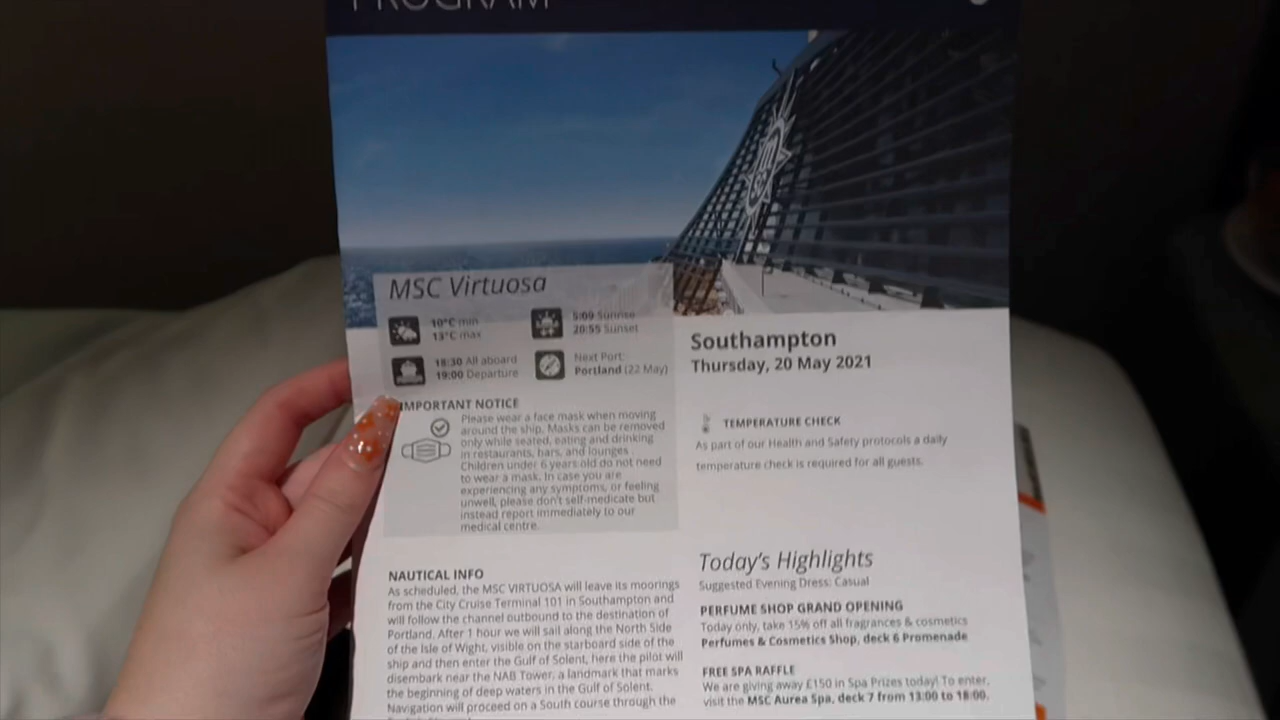 PROGRAM
MSC
MSC Virtuosa
10°C min
13°C max
5:09 Sunrise
20:55 Sunset
18:30 All aboard
19:00 Departure
Next Port:
Portland (22 May)
IMPORTANT NOTICE
Please wear a face mask when moving
around the ship. Masks can be removed
only while seated, eating and drinking
in restaurants, bars, and lounges .
Children under 6 years old do not need
to wear a mask. In case you are
experiencing any symptoms, or feeling
unwell, please don't self-medicate but
instead report immediately to our
medical centre.
NAUTICAL INFO
As scheduled, the MSC VIRTUOSA will leave its moorings
from the City Cruise Terminal 101 in Southampton and
will follow the channel outbound to the destination of
Portland. After 1 hour we will sail along the North Side
of the Isle of Wight, visible on the starboard side of the
ship and then enter the Gulf of Solent, here the pilot will
disembark near the NAB Tower, a landmark that marks
the beginning of deep waters in the Gulf of Solent.
Navigation will proceed on a South course through the
Southampton
Thursday, 20 May 2021
TEMPERATURE CHECK
As part of our Health and Safety protocols a daily
temperature check is required for all guests.
Today's Highlights
Suggested Evening Dress: Casual
PERFUME SHOP GRAND OPENING
Today only, take 15% off all fragrances & cosmetics
Perfumes & Cosmetics Shop, deck 6 Promenade
FREE SPA RAFFLE
We are giving away £150 in Spa Prizes today! To enter,
visit the MSC Aurea Spa, deck 7 from 13:00 to 18:00.